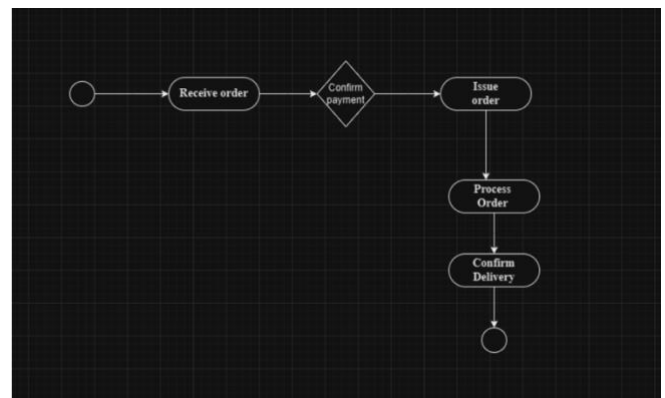 Receive order
Confirm
payment
Issue
order
Process
Order
Confirm
Delivery